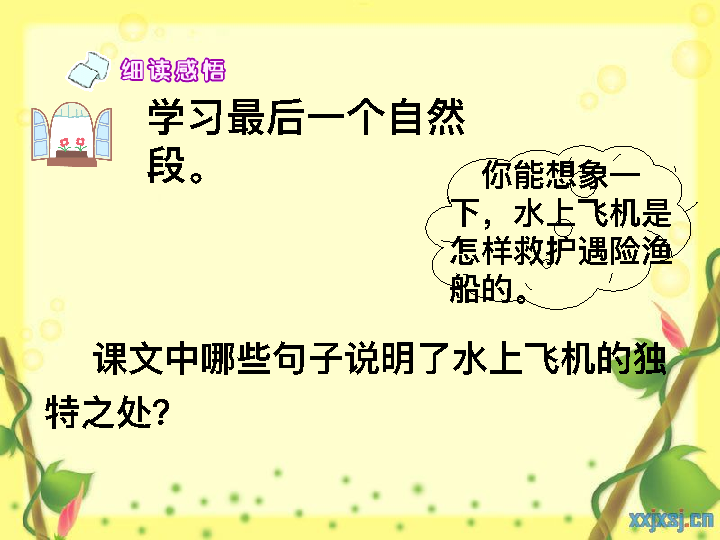 细读感悟
学习最后一个自然
段。
你能想象一
下，水上飞机是
怎样救护遇险渔
船的。
课文中哪些句子说明了水上飞机的独
特之处?
xxjxsj.cn